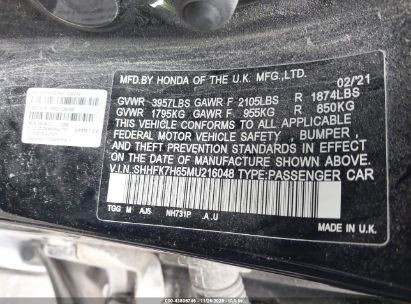 MFD.BY HONDA OF THE U.K.MFG.,LTD.
02/21
GVWR 3957LBS GAWR F 2105LBS R 1874LBS
GVWR 1795KG GAWR F 955KG R 850KG
THIS VEHICLE CONFORMS TO ALL APPLICABLE
FEDERAL MOTOR VEHICLE SAFETY, BUMPER,
AND THEFT PREVENTION STANDARDS IN EFFECT
ON THE DATE OF MANUFACTURE SHOWN ABOVE.
V.I.N.:SHHFK7H65MU216048 TYPE:PASSENGER CAR
TGG M AJ5 NH731P .A.U
MADE IN U.K.